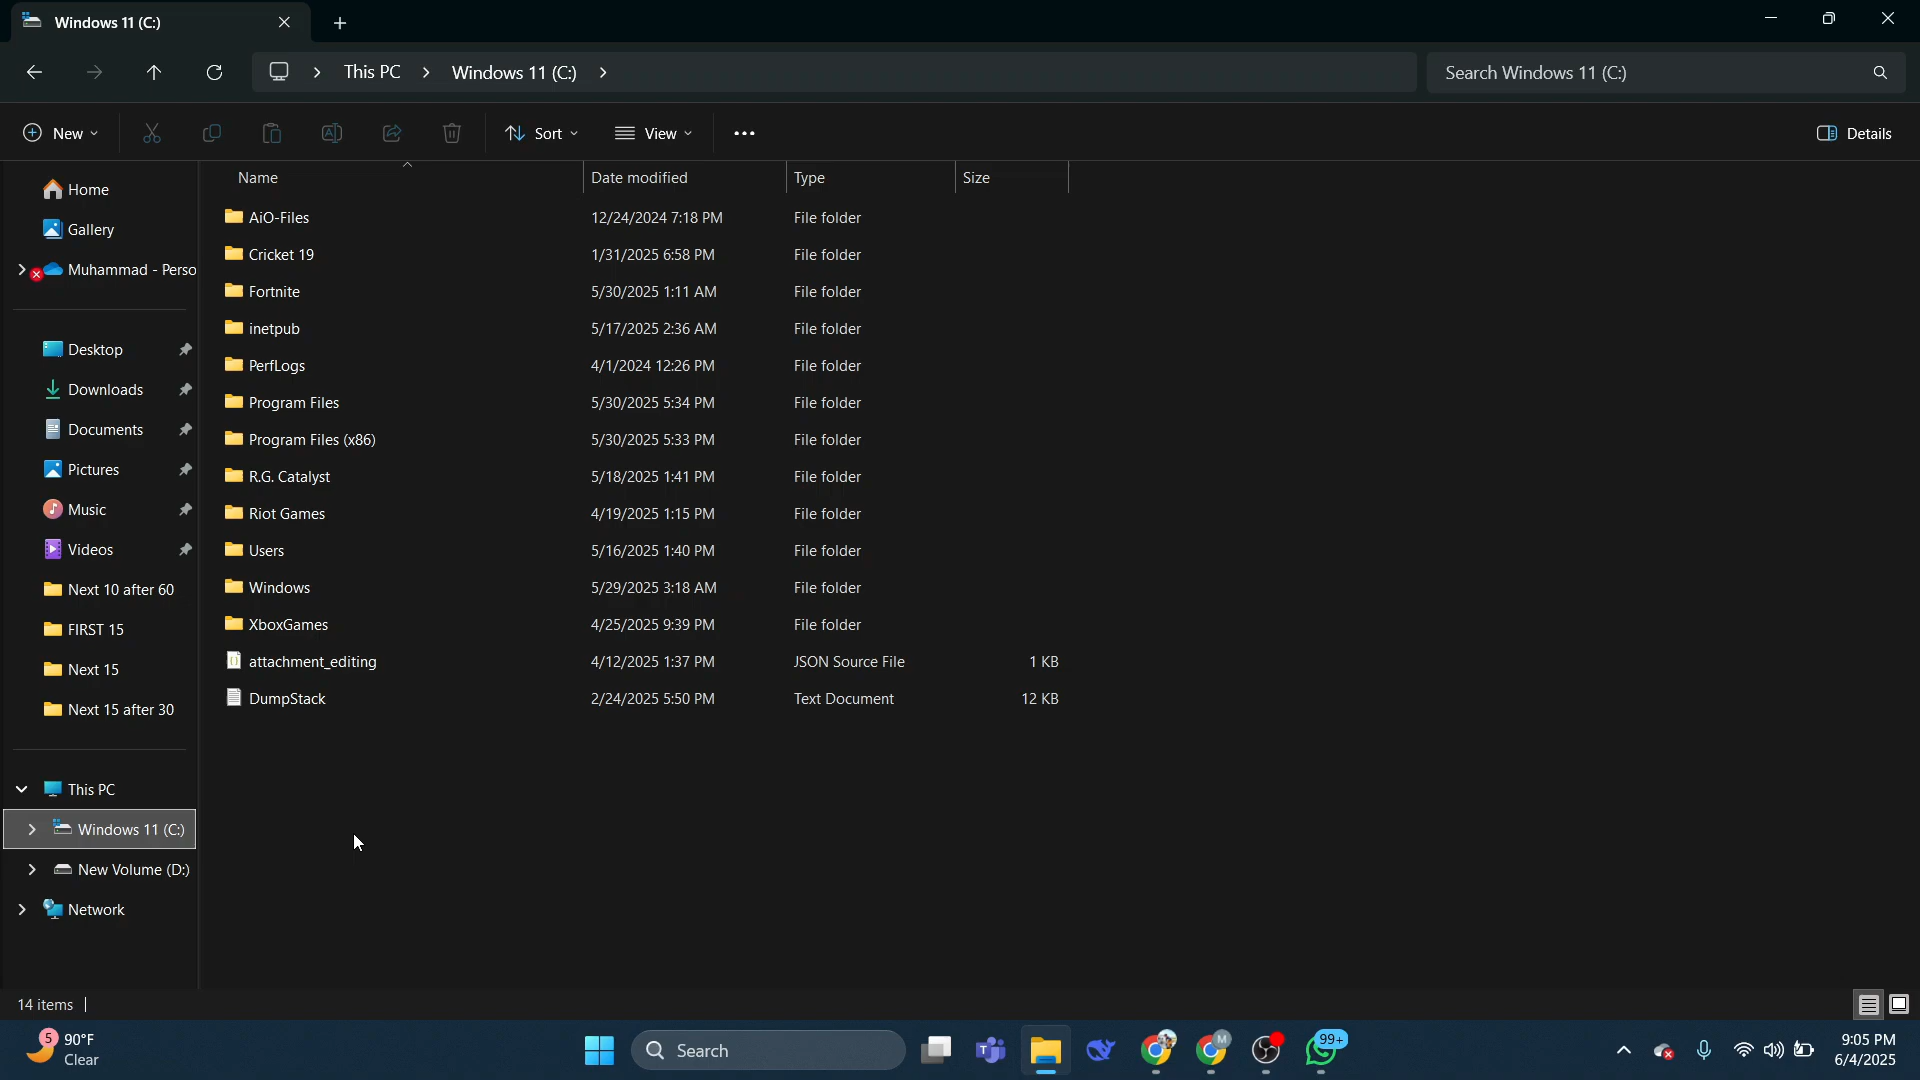 Windows 11 (C:)
This PC > Windows 11 (C:) >
Search Windows 11 (C:)
New
Sort
View
Details
Home
Gallery
Muhammad - Perso
Desktop
Downloads
Documents
Pictures
Music
Videos
Next 10 after 60
FIRST 15
Next 15
Next 15 after 30
This PC
Windows 11 (C:)
New Volume (D:)
Network
Name Date modified Type Size
AiO-Files 12/24/2024 7:18 PM File folder
Cricket 19 1/31/2025 6:58 PM File folder
Fortnite 5/30/2025 1:11 AM File folder
inetpub 5/17/2025 2:36 AM File folder
PerfLogs 4/1/2024 12:26 PM File folder
Program Files 5/30/2025 5:34 PM File folder
Program Files (x86) 5/30/2025 5:33 PM File folder
R.G. Catalyst 5/18/2025 1:41 PM File folder
Riot Games 4/19/2025 1:15 PM File folder
Users 5/16/2025 1:40 PM File folder
Windows 5/29/2025 3:18 AM File folder
XboxGames 4/25/2025 9:39 PM File folder
attachment_editing 4/12/2025 1:37 PM JSON Source File 1 KB
DumpStack 2/24/2025 5:50 PM Text Document 12 KB
14 items
5
90°F
Clear
Search
M
99+
9:05 PM
6/4/2025